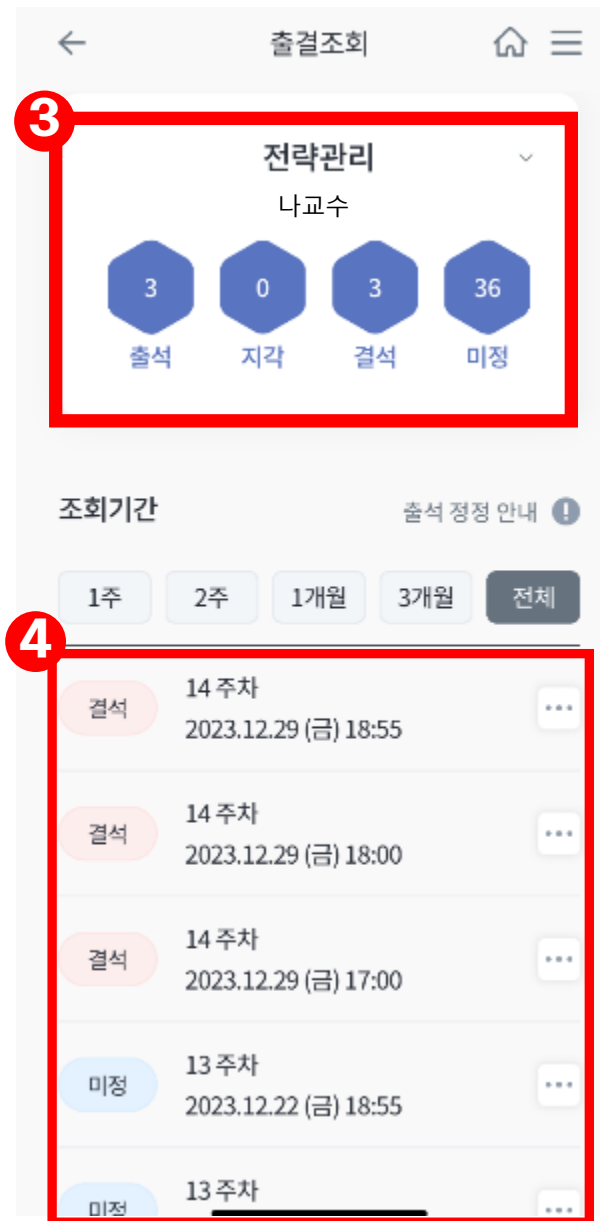 출결조회
3
전략관리
나교수
3 0 3 36
출석 지각 결석 미정
조회기간 출석 정정 안내
1주 2주 1개월 3개월 전체
4
결석
14 주차
2023.12.29 (금) 18:55
결석
14 주차
2023.12.29 (금) 18:00
결석
14 주차
2023.12.29 (금) 17:00
미정
13 주차
2023.12.22 (금) 18:55
미정
13 주차